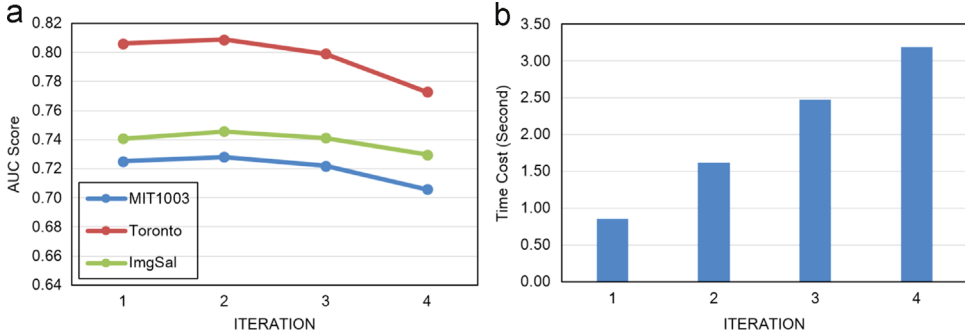 a
0.82
0.80
0.78
0.76
0.74
0.72
0.70
0.68
0.66
0.64
AUC Score
MIT1003
Toronto
ImgSal
1 2 3 4
ITERATION
b
3.50
3.00
2.50
2.00
1.50
1.00
0.50
0.00
Time Cost (Second)
1 2 3 4
ITERATION